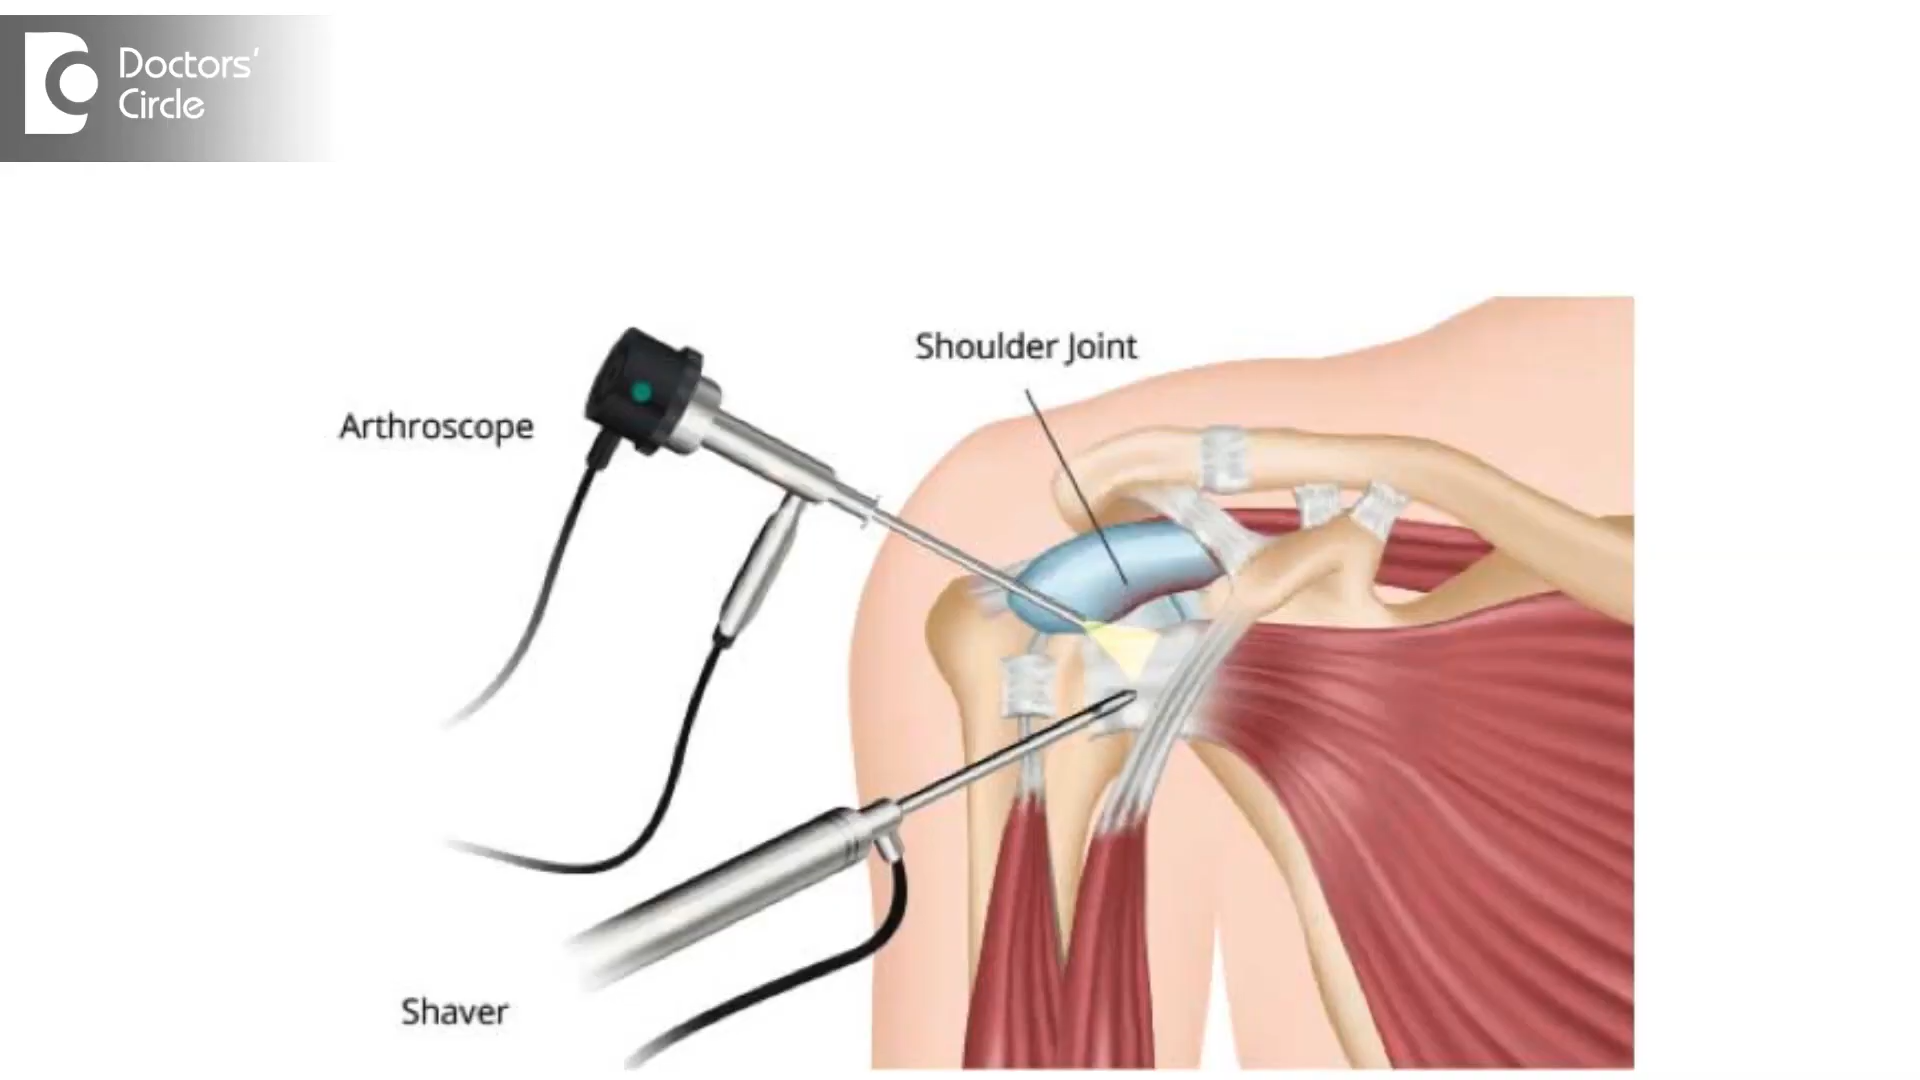 Doctors'
Circle
Shoulder Joint
Arthroscope
Shaver